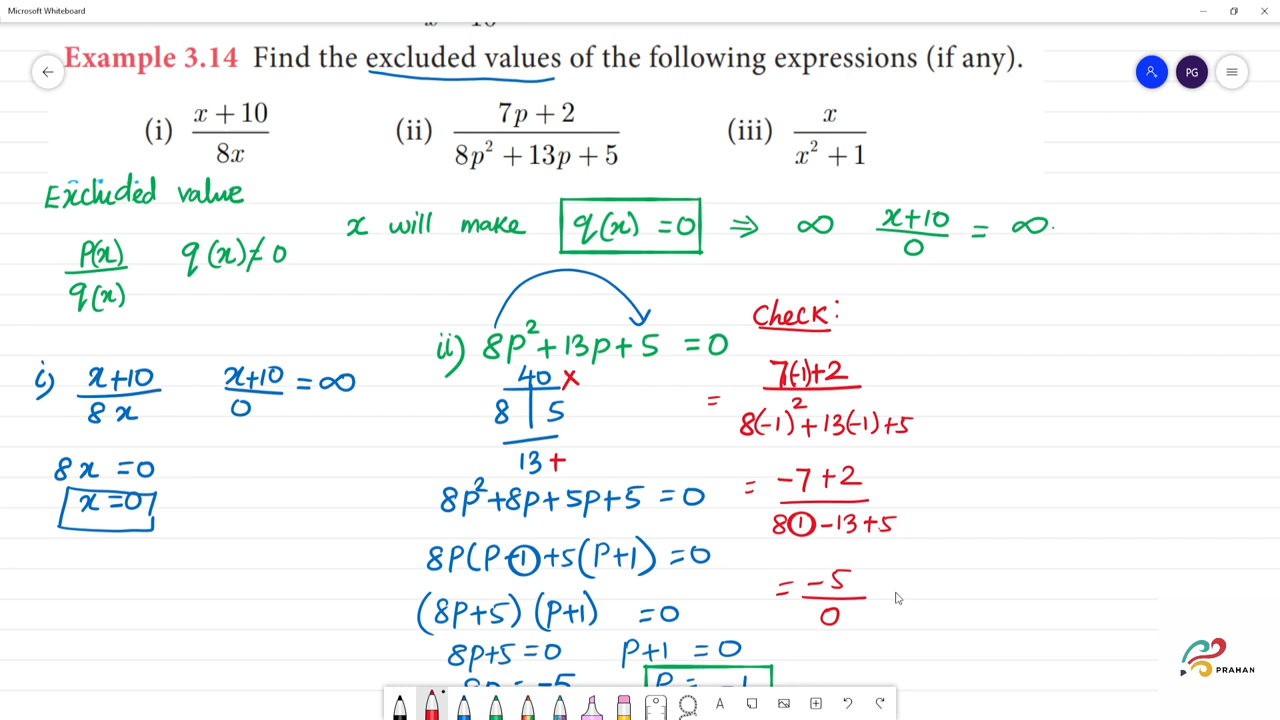 Microsoft Whiteboard
Example 3.14 Find the excluded values of the following expressions (if any).
(i) x + 10 / 8x (ii) 7p + 2 / 8p² + 13p + 5 (iii) x / x² + 1
PG
Excluded value
x will make q(x) = 0 ⇒ ∞ x+10 / 0 = ∞.
P(x) / q(x) q(x) ≠ 0
Check:
ii) 8p² + 13p + 5 = 0
i) x+10 / 8x x+10 / 0 = ∞
40 x
8 | 5
13 +
= 7(-1)+2 / 8(-1)² + 13(-1)+5
8x = 0
x = 0
8p²+8p+5p+5 = 0
= -7+2 / 8(1)-13+5
8P(P+1)+5(P+1) = 0
= -5 / 0
(8P+5) (P+1) = 0
8P+5 = 0 P+1 = 0
8p = -5 P = -1
A
PRAHAN